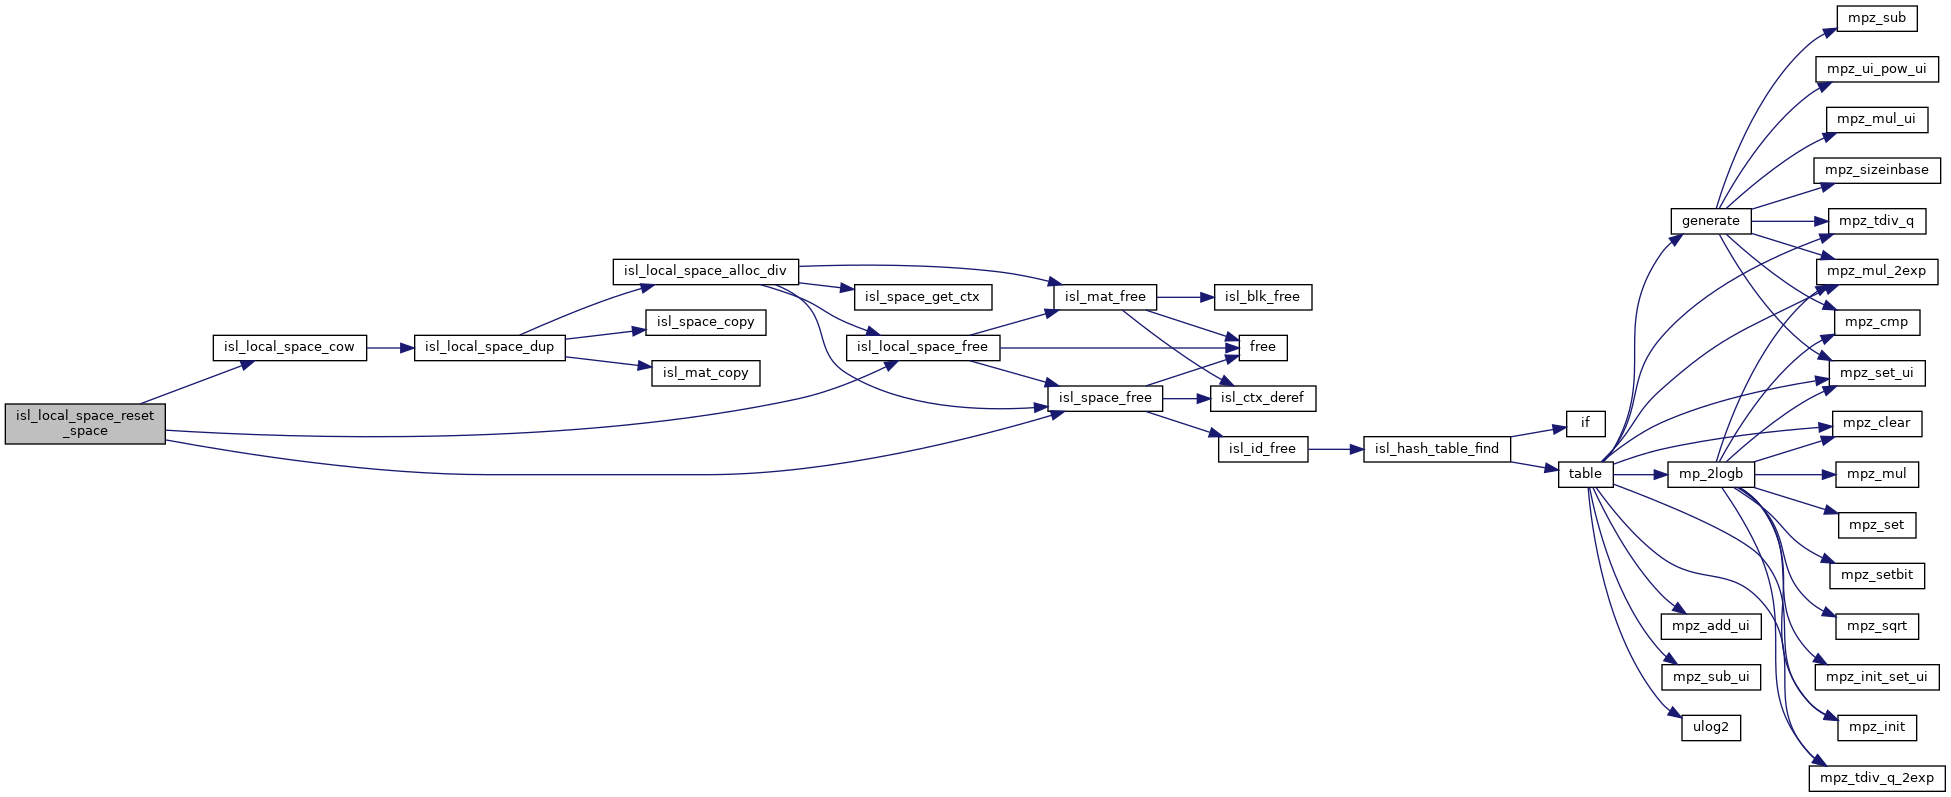 isl_local_space_reset
_space
isl_local_space_cow
isl_local_space_dup
isl_local_space_alloc_div
isl_space_copy
isl_mat_copy
isl_space_get_ctx
isl_local_space_free
isl_mat_free
isl_space_free
isl_blk_free
free
isl_ctx_deref
isl_id_free
isl_hash_table_find
if
table
generate
mp_2logb
mpz_add_ui
mpz_sub_ui
ulog2
mpz_sub
mpz_ui_pow_ui
mpz_mul_ui
mpz_sizeinbase
mpz_tdiv_q
mpz_mul_2exp
mpz_cmp
mpz_set_ui
mpz_clear
mpz_mul
mpz_set
mpz_setbit
mpz_sqrt
mpz_init_set_ui
mpz_init
mpz_tdiv_q_2exp